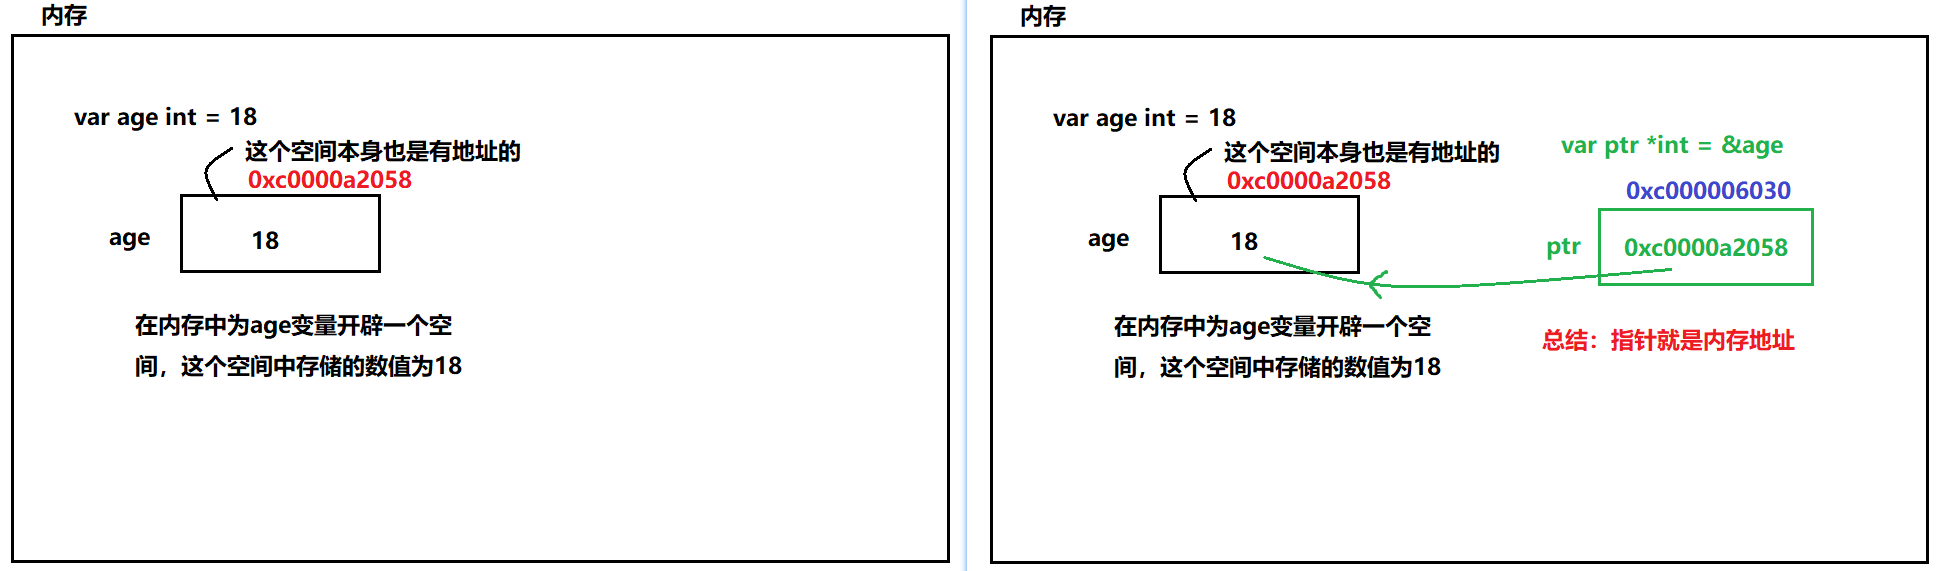 内存
var age int = 18
这个空间本身也是有地址的
0xc0000a2058
age
18
在内存中为age变量开辟一个空
间，这个空间中存储的数值为18
内存
var age int = 18
这个空间本身也是有地址的
0xc0000a2058
age
18
在内存中为age变量开辟一个空
间，这个空间中存储的数值为18
var ptr *int = &age
0xc000006030
ptr
0xc0000a2058
总结：指针就是内存地址